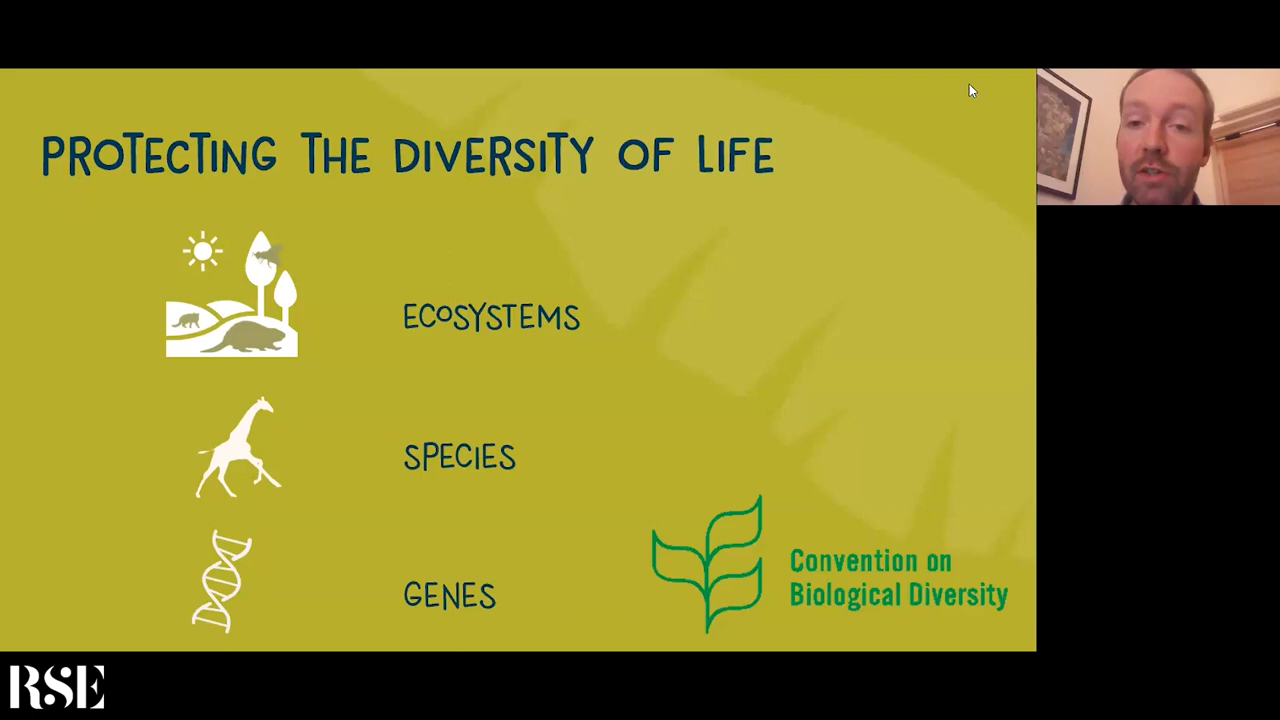 PROTECTING THE DIVERSITY OF LIFE
ECOSYSTEMS
SPECIES
GENES
Convention on
Biological Diversity
RSE